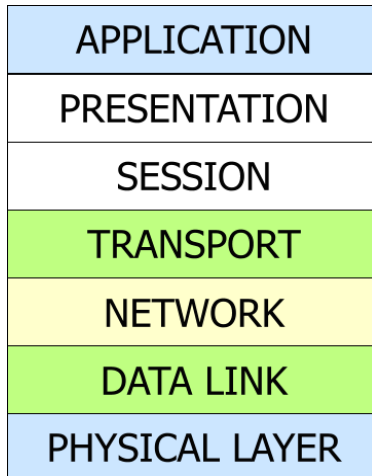 APPLICATION
PRESENTATION
SESSION
TRANSPORT
NETWORK
DATA LINK
PHYSICAL LAYER